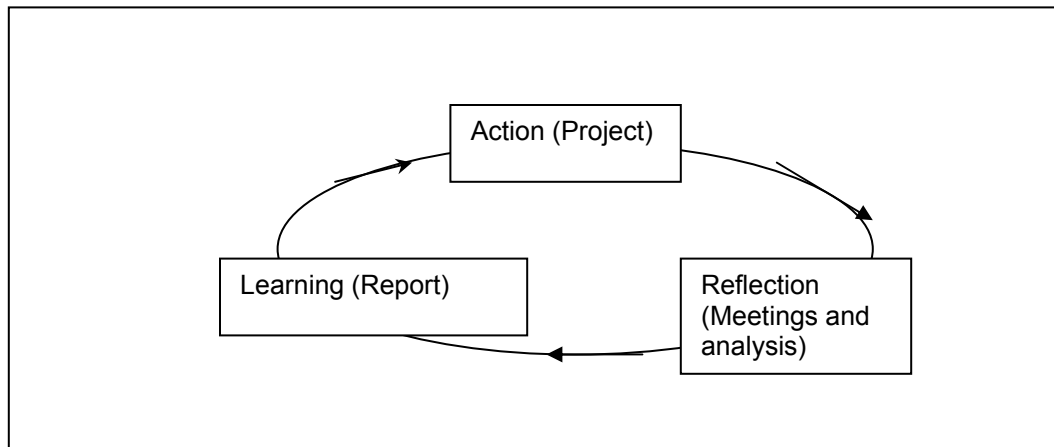 Action (Project)
Learning (Report)
Reflection
(Meetings and
analysis)